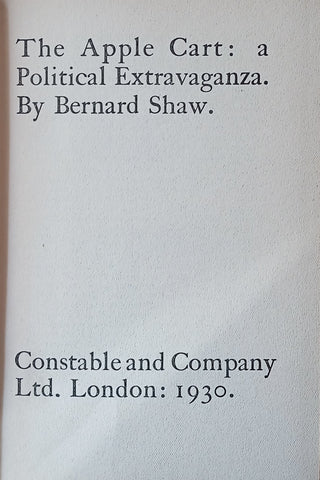 The Apple Cart: a
Political Extravaganza.
By Bernard Shaw.
Constable and Company
Ltd. London: 1930.